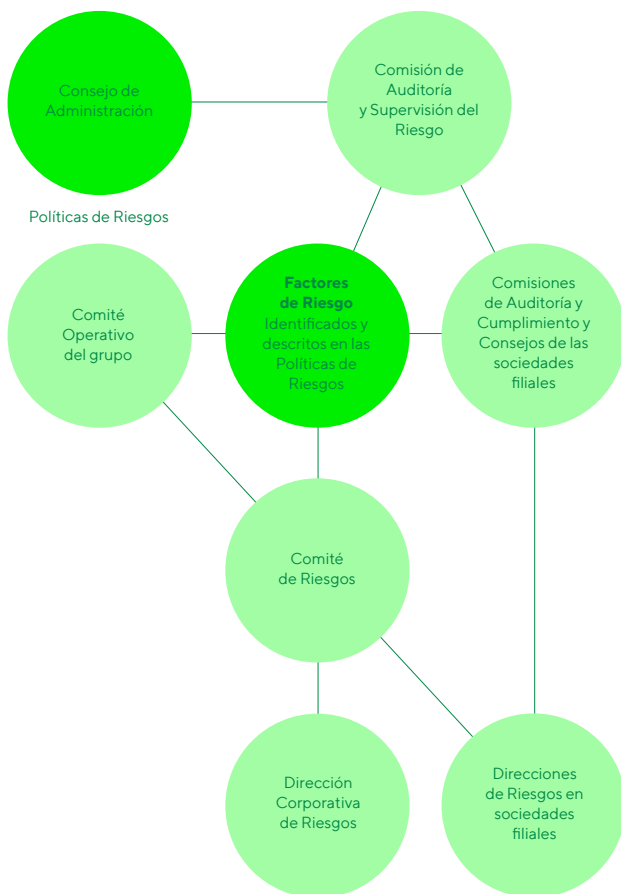 Consejo de
Administración
Comisión de
Auditoría
y Supervisión del
Riesgo
Políticas de Riesgos
Comité
Operativo
del grupo
Factores
de Riesgo
Identificados y
descritos en las
Políticas de
Riesgos
Comisiones
de Auditoría y
Cumplimiento y
Consejos de las
sociedades
filiales
Comité
de Riesgos
Dirección
Corporativa
de Riesgos
Direcciones
de Riesgos en
sociedades
filiales